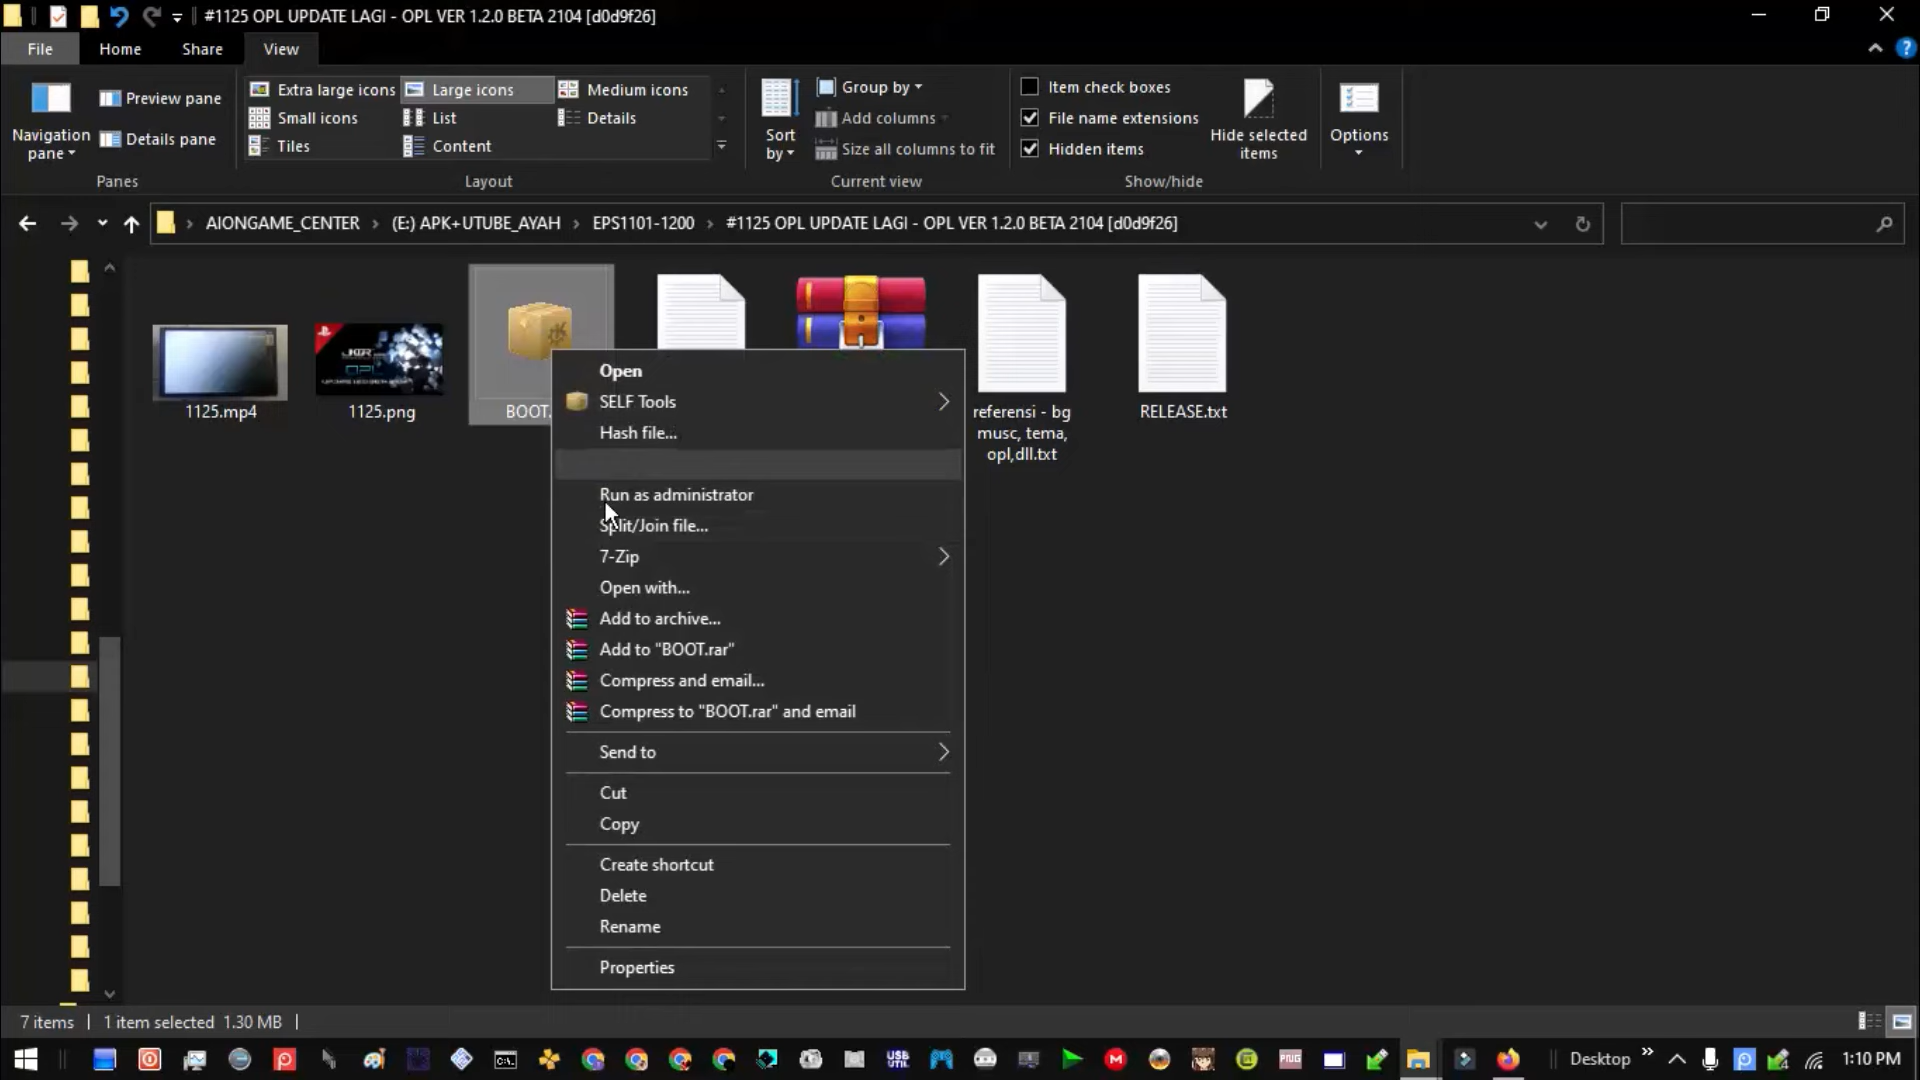 #1125 OPL UPDATE LAGI - OPL VER 1.2.0 BETA 2104 [d0d9f26]
File
Home
Share
View
Navigation pane
Preview pane
Details pane
Panes
Extra large icons
Large icons
Medium icons
Small icons
List
Details
Tiles
Content
Layout
Sort by
Group by
Add columns
Size all columns to fit
Current view
Item check boxes
File name extensions
Hidden items
Hide selected items
Show/hide
Options
AIONGAME_CENTER
(E:) APK+UTUBE_AYAH
EPS1101-1200
#1125 OPL UPDATE LAGI - OPL VER 1.2.0 BETA 2104 [d0d9f26]
1125.mp4
1125.png
BOOT.
referensi - bg
musc, tema,
opl,dll.txt
RELEASE.txt
Open
SELF Tools
Hash file...
Run as administrator
Split/Join file...
7-Zip
Open with...
Add to archive...
Add to "BOOT.rar"
Compress and email...
Compress to "BOOT.rar" and email
Send to
Cut
Copy
Create shortcut
Delete
Rename
Properties
7 items
1 item selected 1.30 MB
USB UTIL
PNG
Desktop
1:10 PM